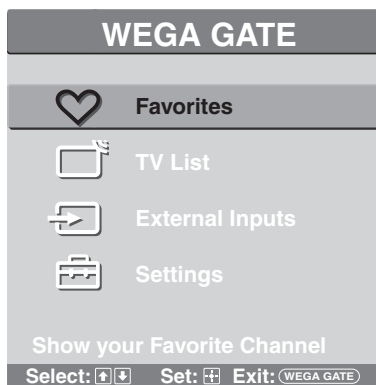 WEGA GATE
Favorites
TV List
External Inputs
Settings
Show your Favorite Channel
Select: Set: Exit: WEGA GATE